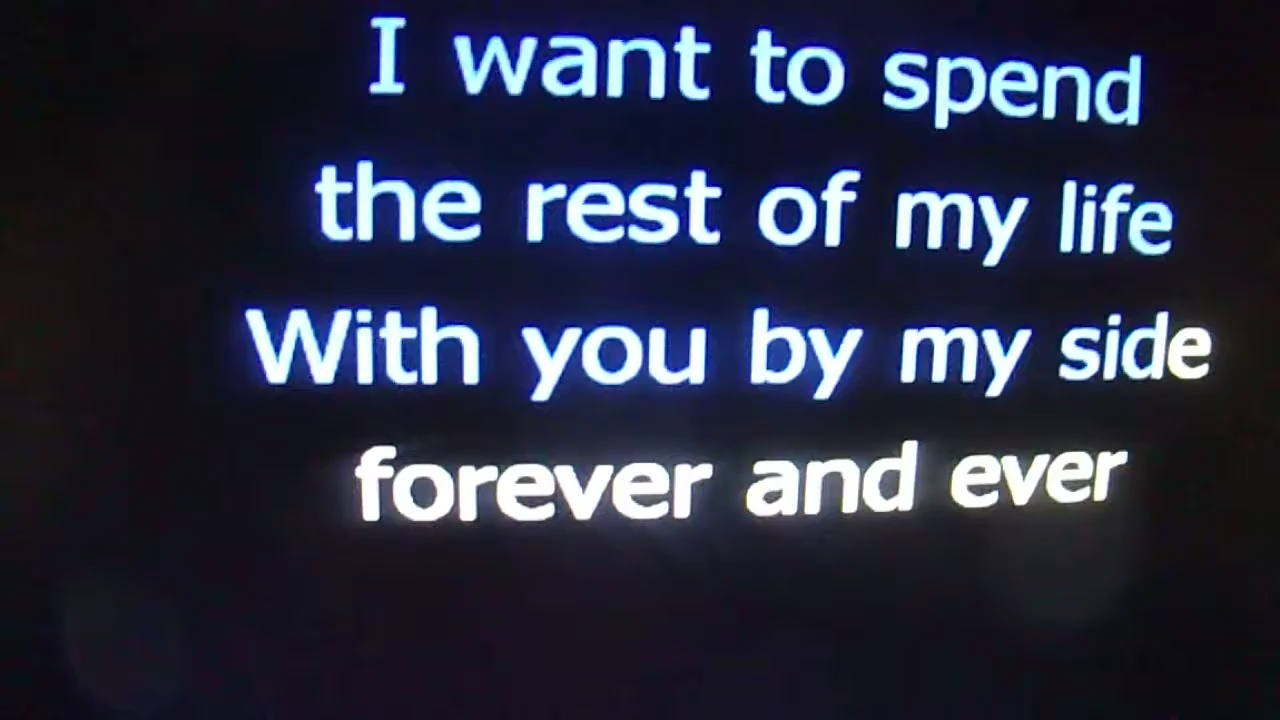 I want to spend
the rest of my life
With you by my side
forever and ever